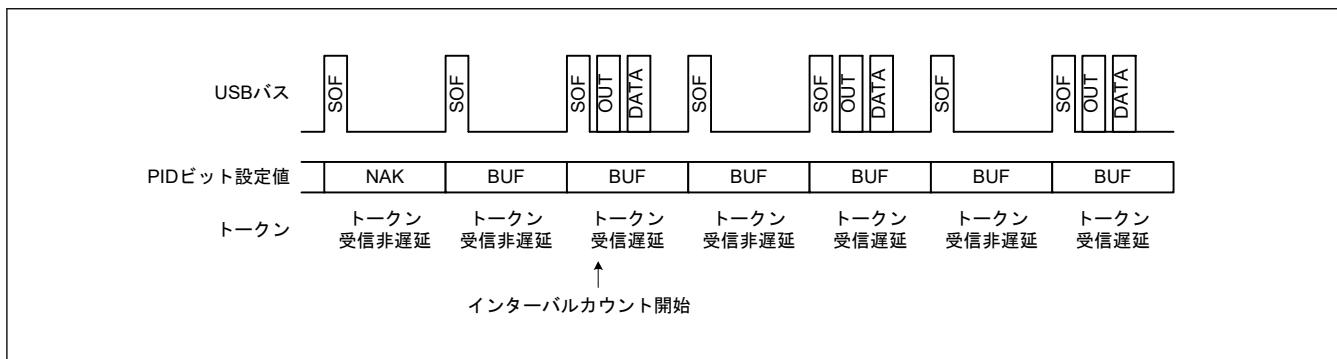 USBバス
SOF SOF SOF OUT DATA SOF SOF OUT DATA SOF SOF OUT DATA
PIDビット設定値 NAK BUF BUF BUF BUF BUF BUF
トークン
トークン 受信非遅延
トークン 受信非遅延
トークン 受信遅延
トークン 受信非遅延
トークン 受信遅延
トークン 受信非遅延
トークン 受信遅延
インターバルカウント開始